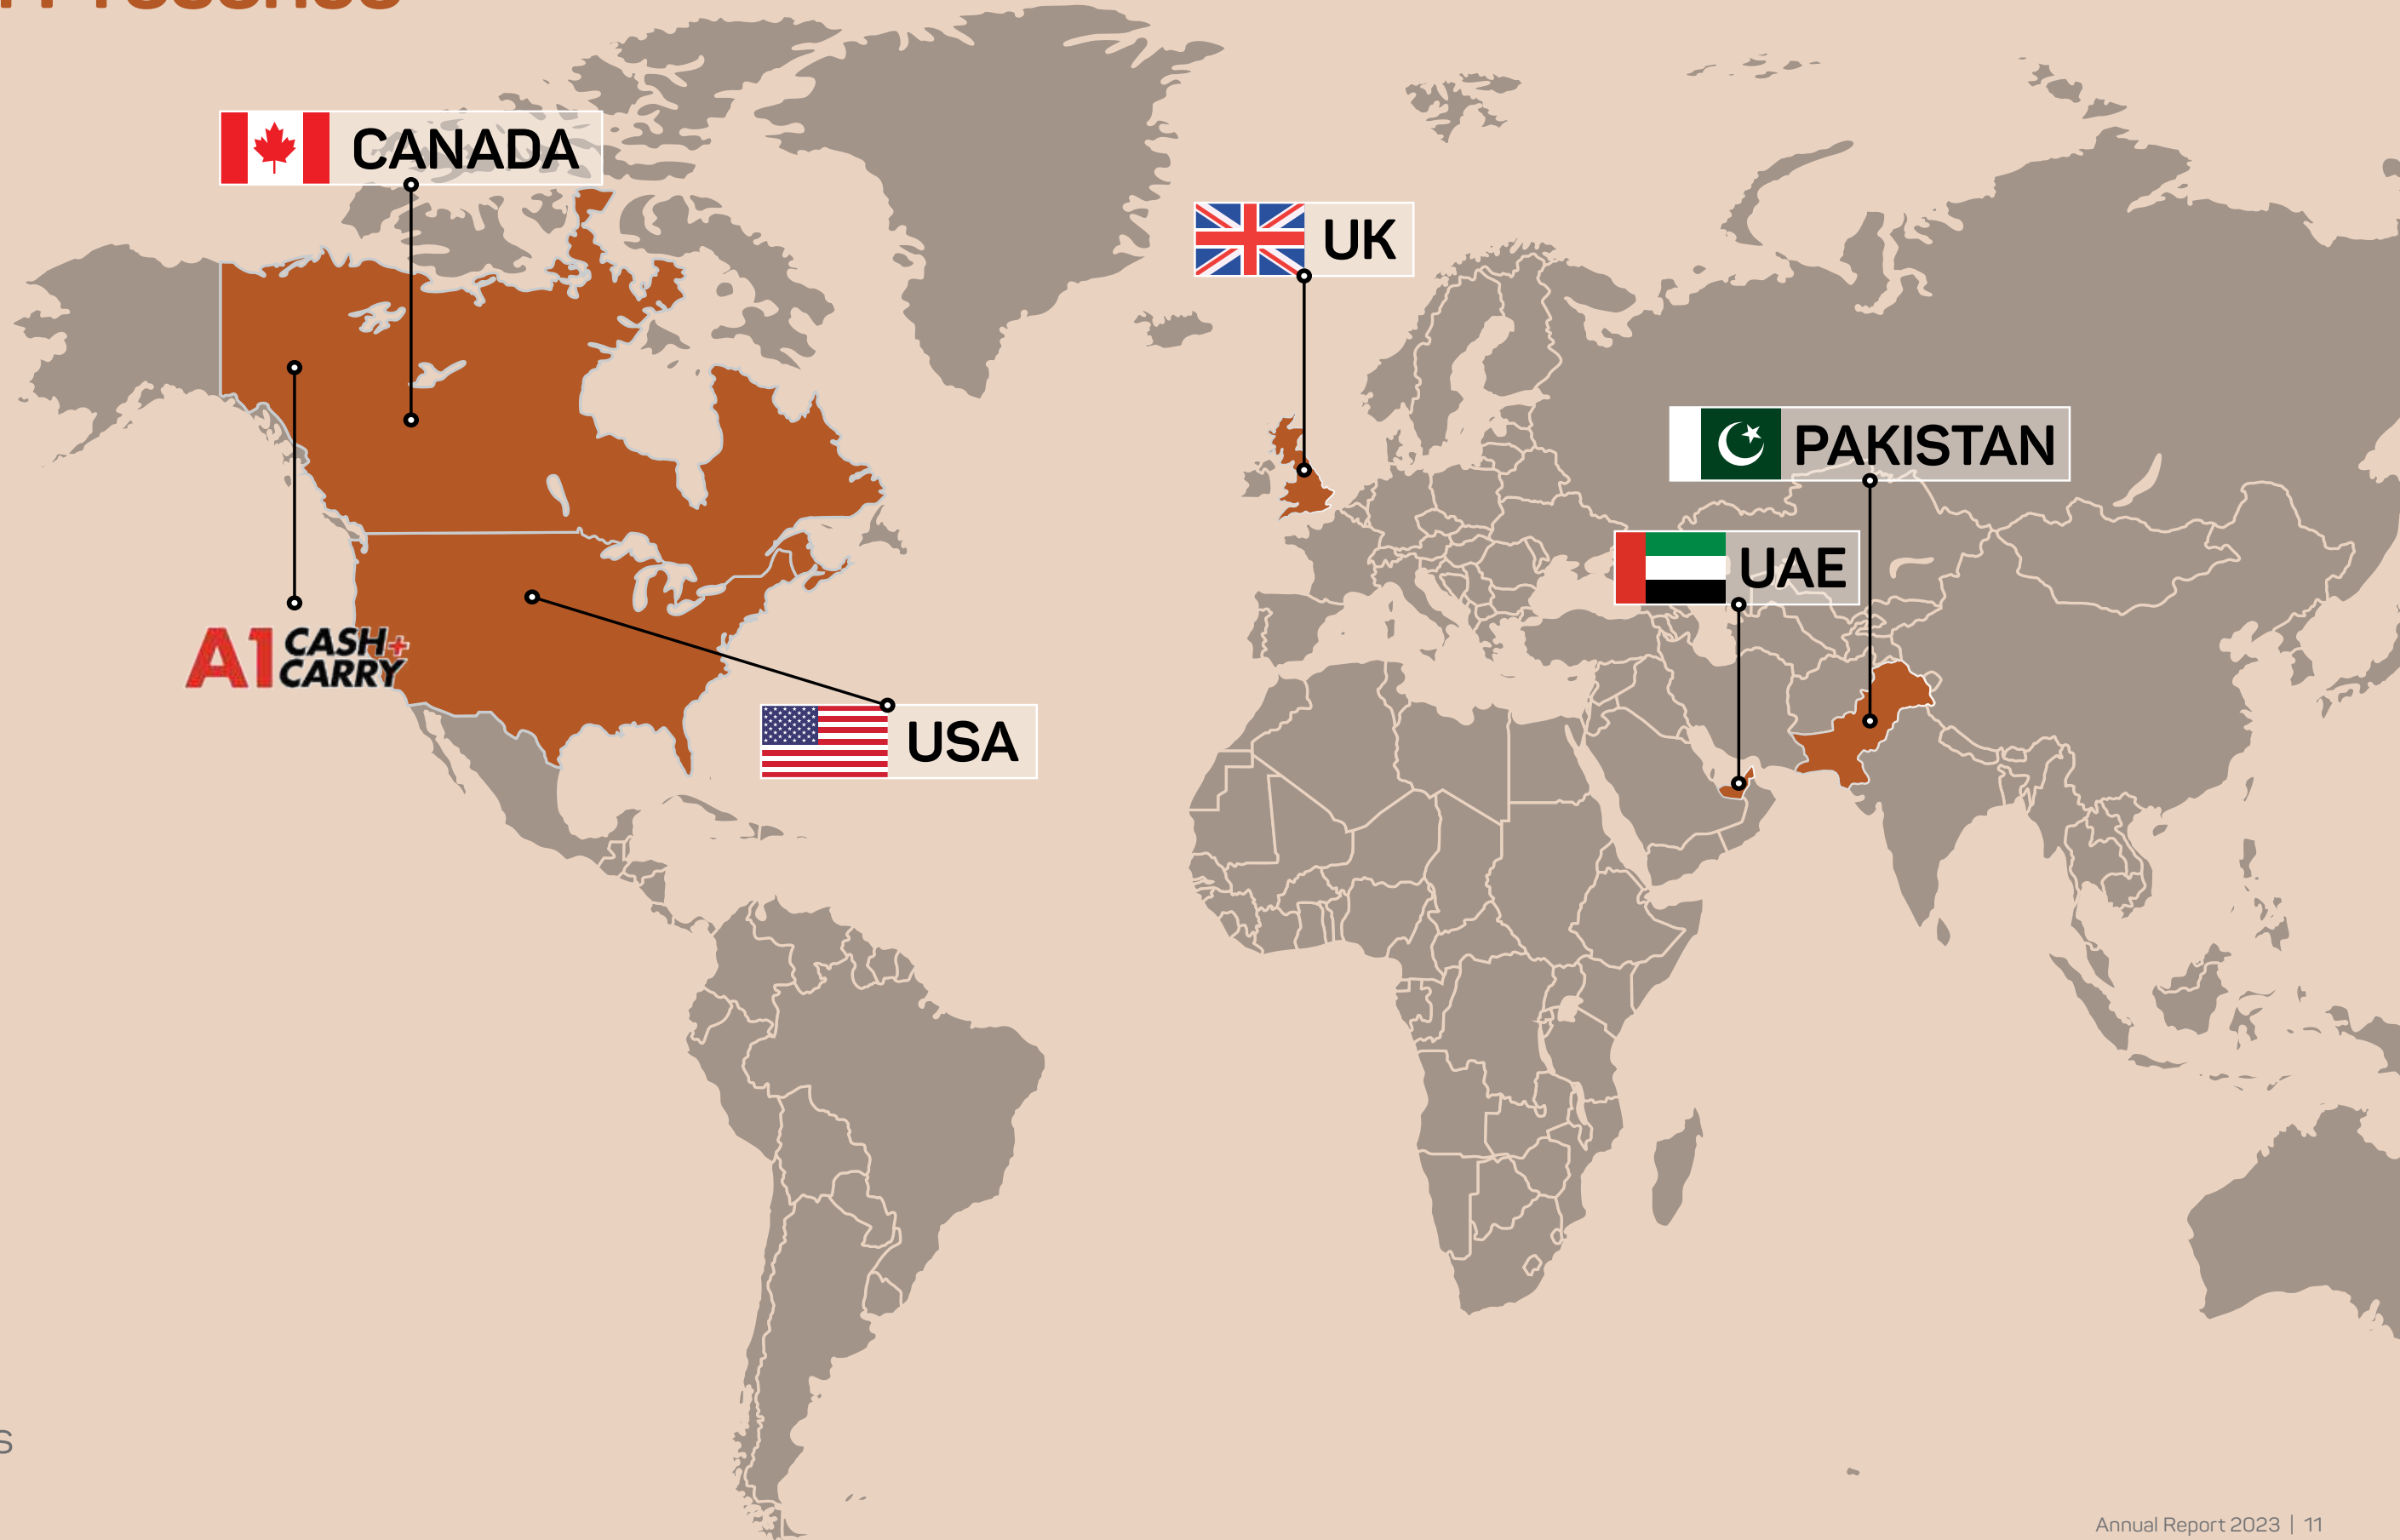 CANADA
UK
PAKISTAN
UAE
A1 CASH+
CARRY
USA
Annual Report 2023 | 11